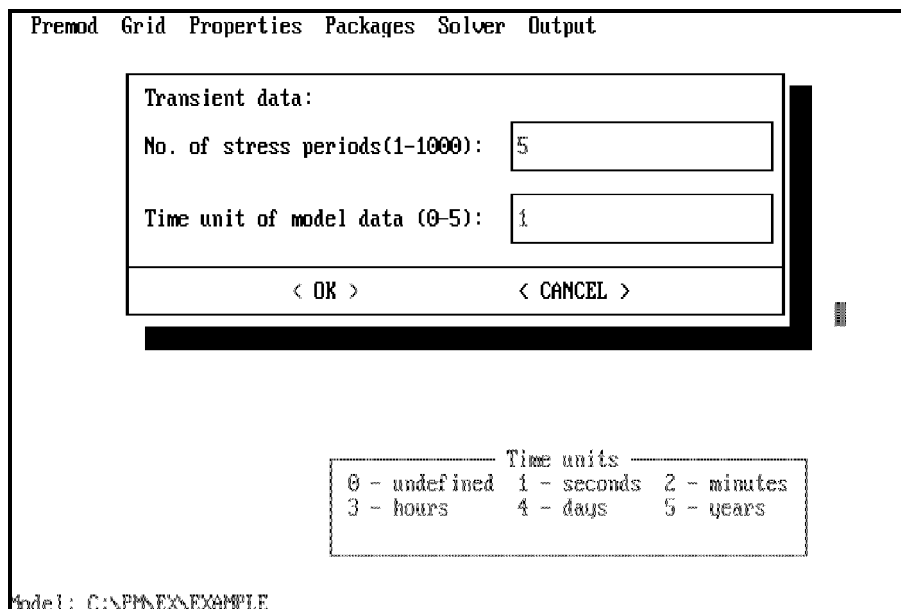 Premod Grid Properties Packages Solver Output
Transient data:
No. of stress periods(1-1000): 5
Time unit of model data (0-5): 1
< OK > < CANCEL >
Time units
0 - undefined 1 - seconds 2 - minutes
3 - hours 4 - days 5 - years
Model: C:\PM\EX\EXAMPLE